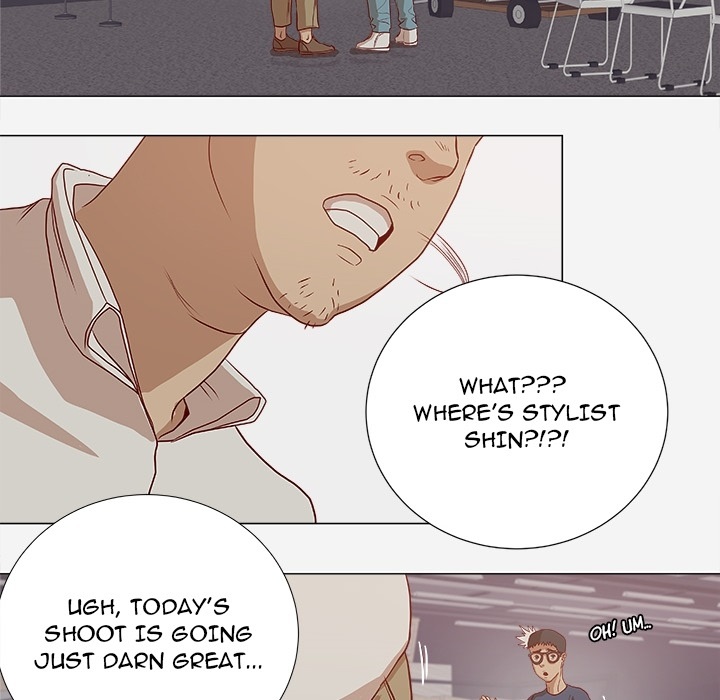 WHAT???
WHERE'S STYLIST
SHIN?!?!
UGH, TODAY'S
SHOOT IS GOING
JUST DARN GREAT...
OH! UM..